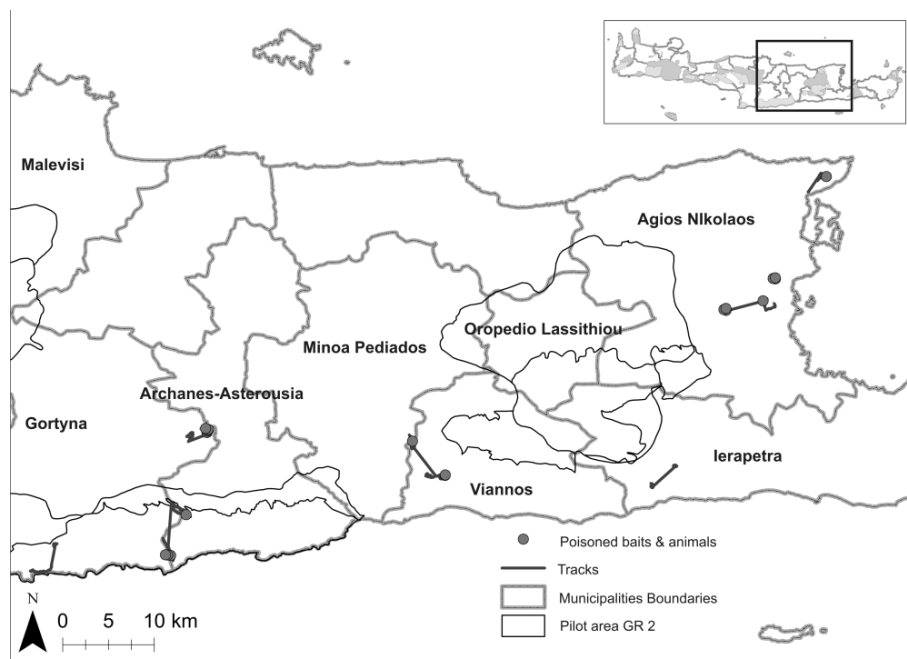 Malevisi
Agios NIkolaos
Oropedio Lassithiou
Minoa Pediados
Archanes-Asterousia
Gortyna
Ierapetra
Viannos
Poisoned baits & animals
Tracks
Municipalities Boundaries
Pilot area GR 2
N
0 5 10 km